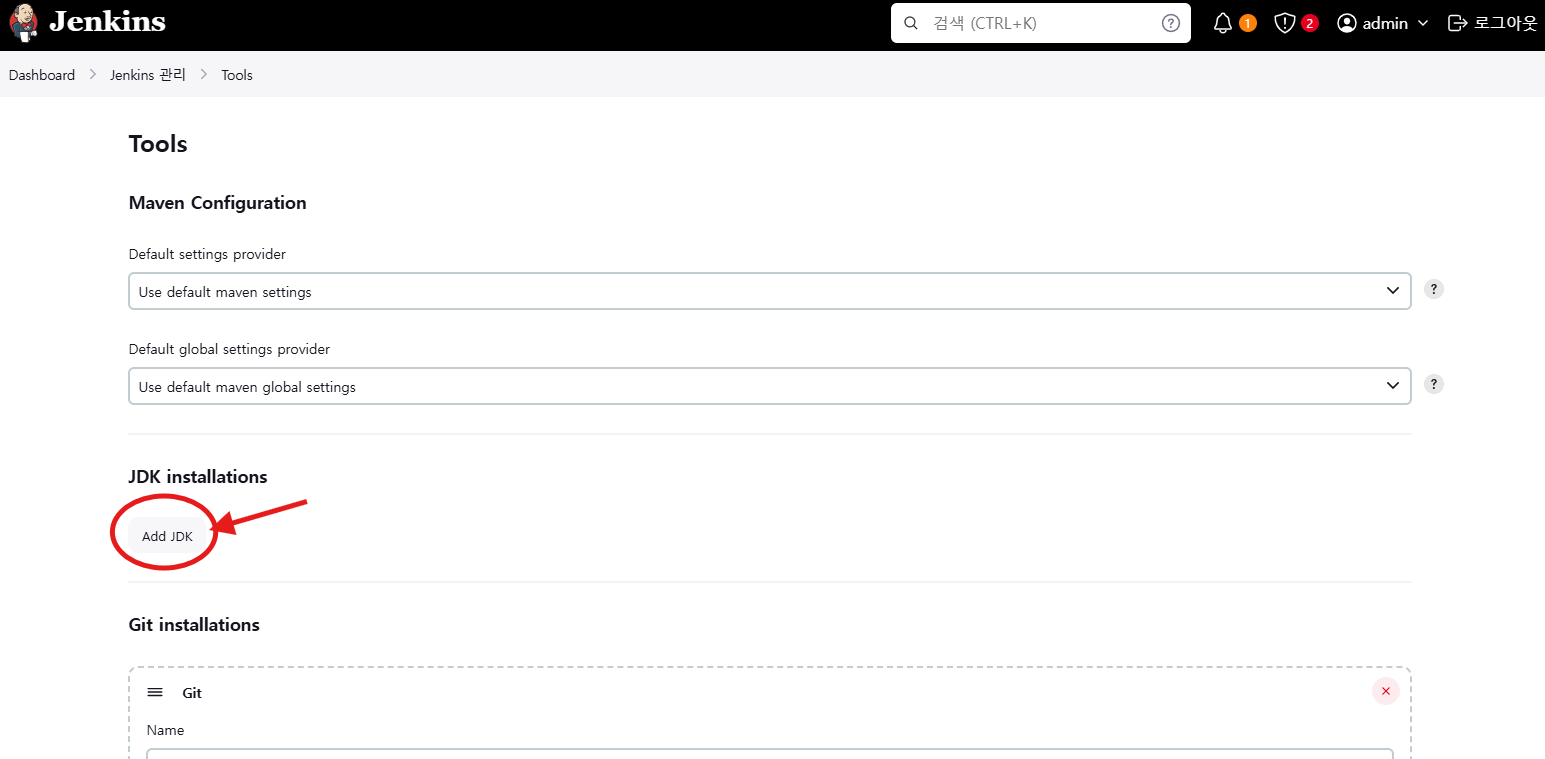 Jenkins 검색 (CTRL+K) ? 1 2 admin 로그아웃
Dashboard > Jenkins 관리 > Tools
Tools
Maven Configuration
Default settings provider
Use default maven settings ?
Default global settings provider
Use default maven global settings ?
JDK installations
Add JDK
Git installations
Git ×
Name